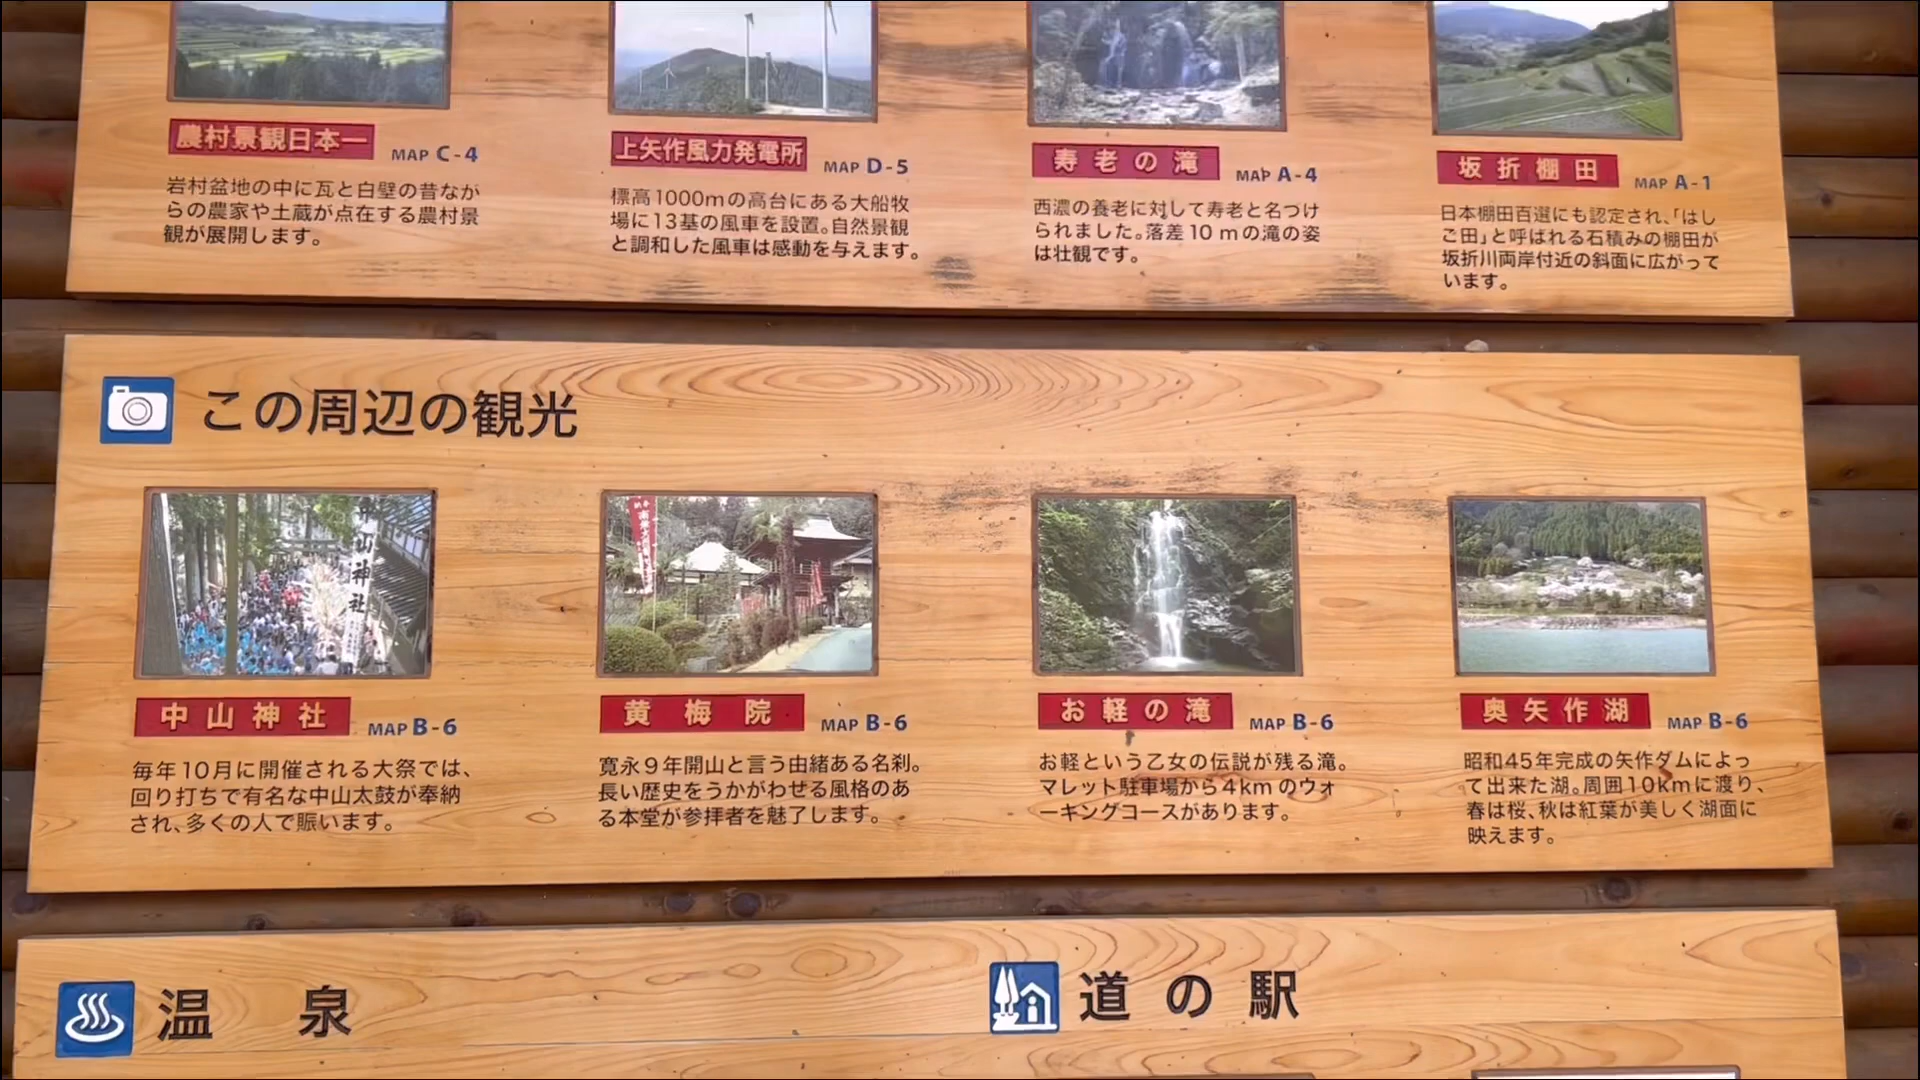 農村景観日本一 MAP C-4
岩村盆地の中に瓦と白壁の昔なが
らの農家や土蔵が点在する農村景
観が展開します。
上矢作風力発電所 MAP D-5
標高1000mの高台にある大船牧
場に13基の風車を設置。自然景観
と調和した風車は感動を与えます。
寿老の滝 MAP A-4
西濃の養老に対して寿老と名づけ
られました。落差10mの滝の姿
は壮観です。
坂折棚田 MAP A-1
日本棚田百選にも認定され、「はし
ご田」と呼ばれる石積みの棚田が
坂折川両岸付近の斜面に広がって
います。
この周辺の観光
中山神社
中山神社 MAP B-6
毎年10月に開催される大祭では、
回り打ちで有名な中山太鼓が奉納
され、多くの人で賑います。
黄梅院 MAP B-6
寛永9年開山と言う由緒ある名刹。
長い歴史をうかがわせる風格のあ
る本堂が参拝者を魅了します。
お軽の滝 MAP B-6
お軽という乙女の伝説が残る滝。
マレット駐車場から4kmのウォ
ーキングコースがあります。
奥矢作湖 MAP B-6
昭和45年完成の矢作ダムによっ
て出来た湖。周囲10kmに渡り、
春は桜、秋は紅葉が美しく湖面に
映えます。
温泉
道の駅